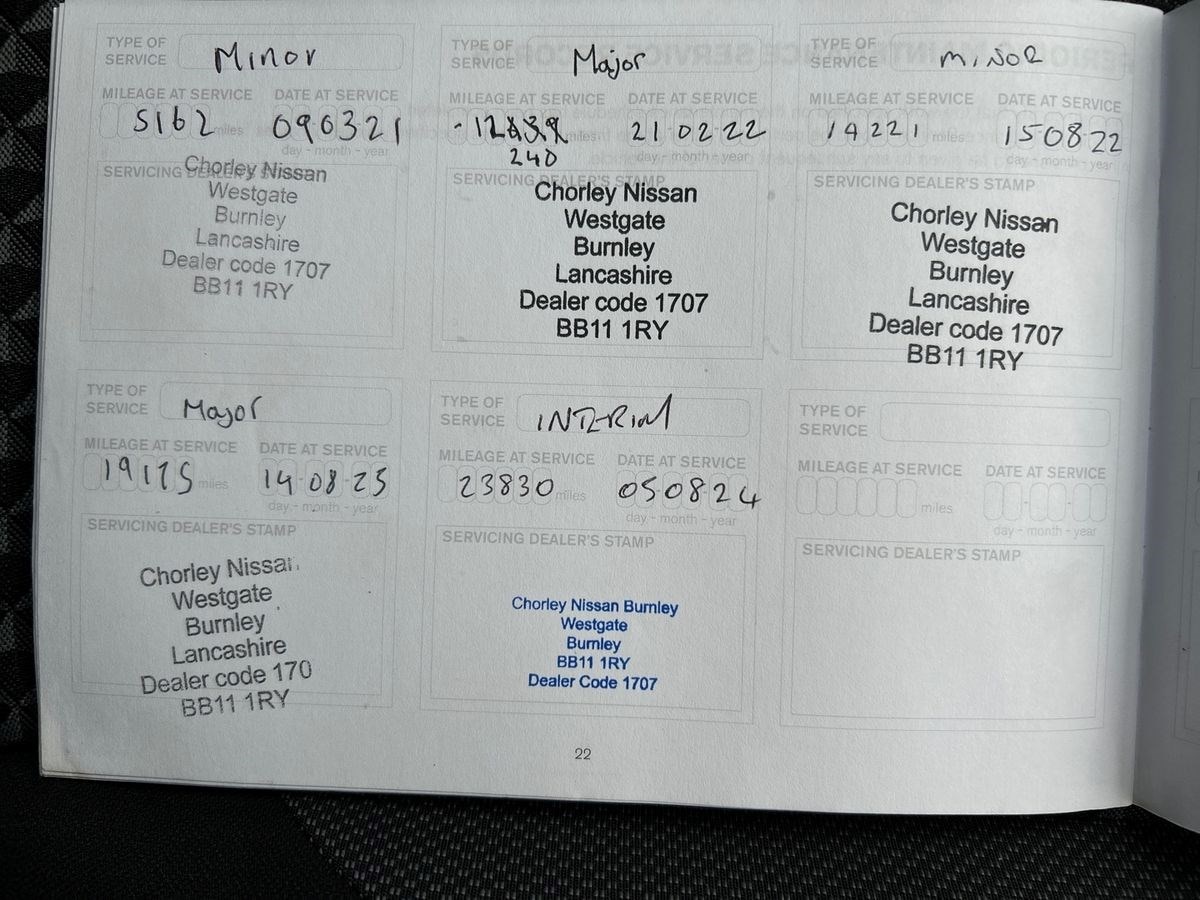 TYPE OF SERVICE Minor
MILEAGE AT SERVICE DATE AT SERVICE
5162 miles 090321
day - month - year
SERVICING DEALER'S STAMP
Chorley Nissan
Westgate
Burnley
Lancashire
Dealer code 1707
BB11 1RY
TYPE OF SERVICE Major
MILEAGE AT SERVICE DATE AT SERVICE
12 miles 21 02 22
240
day - month - year
SERVICING DEALER'S STAMP
Chorley Nissan
Westgate
Burnley
Lancashire
Dealer code 1707
BB11 1RY
TYPE OF SERVICE MINOR
MILEAGE AT SERVICE DATE AT SERVICE
14221 miles 150822
day - month - year
SERVICING DEALER'S STAMP
Chorley Nissan
Westgate
Burnley
Lancashire
Dealer code 1707
BB11 1RY
TYPE OF SERVICE Major
MILEAGE AT SERVICE DATE AT SERVICE
19175 miles 14 08 23
day - month - year
SERVICING DEALER'S STAMP
Chorley Nissan
Westgate
Burnley
Lancashire
Dealer code 170
BB11 1RY
TYPE OF SERVICE INTERIM
MILEAGE AT SERVICE DATE AT SERVICE
23830 miles 050824
day - month - year
SERVICING DEALER'S STAMP
Chorley Nissan Burnley
Westgate
Burnley
BB11 1RY
Dealer Code 1707
TYPE OF SERVICE
MILEAGE AT SERVICE DATE AT SERVICE
miles
day - month - year
SERVICING DEALER'S STAMP
22